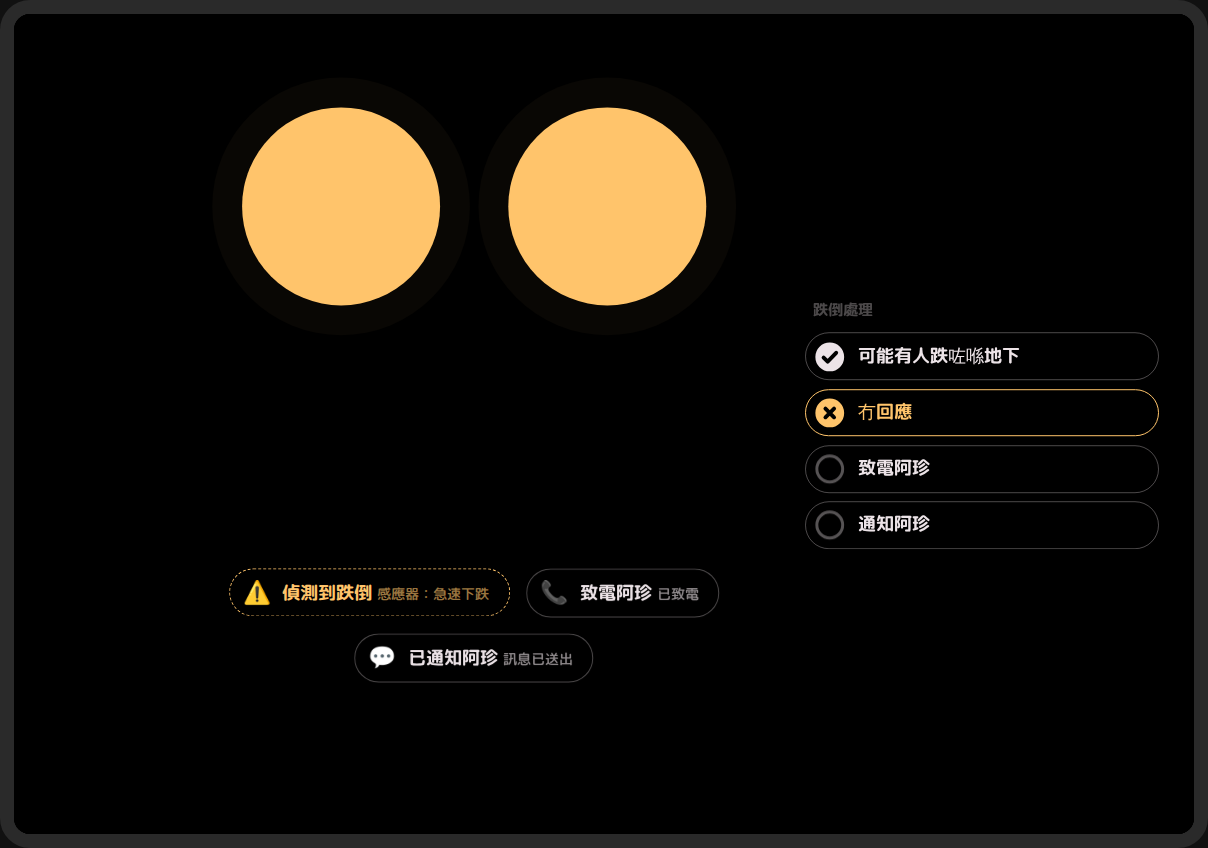 跌倒處理
可能有人跌咗喺地下
冇回應
致電阿珍
通知阿珍
偵測到跌倒 感應器：急速下跌
致電阿珍 已致電
已通知阿珍 訊息已送出